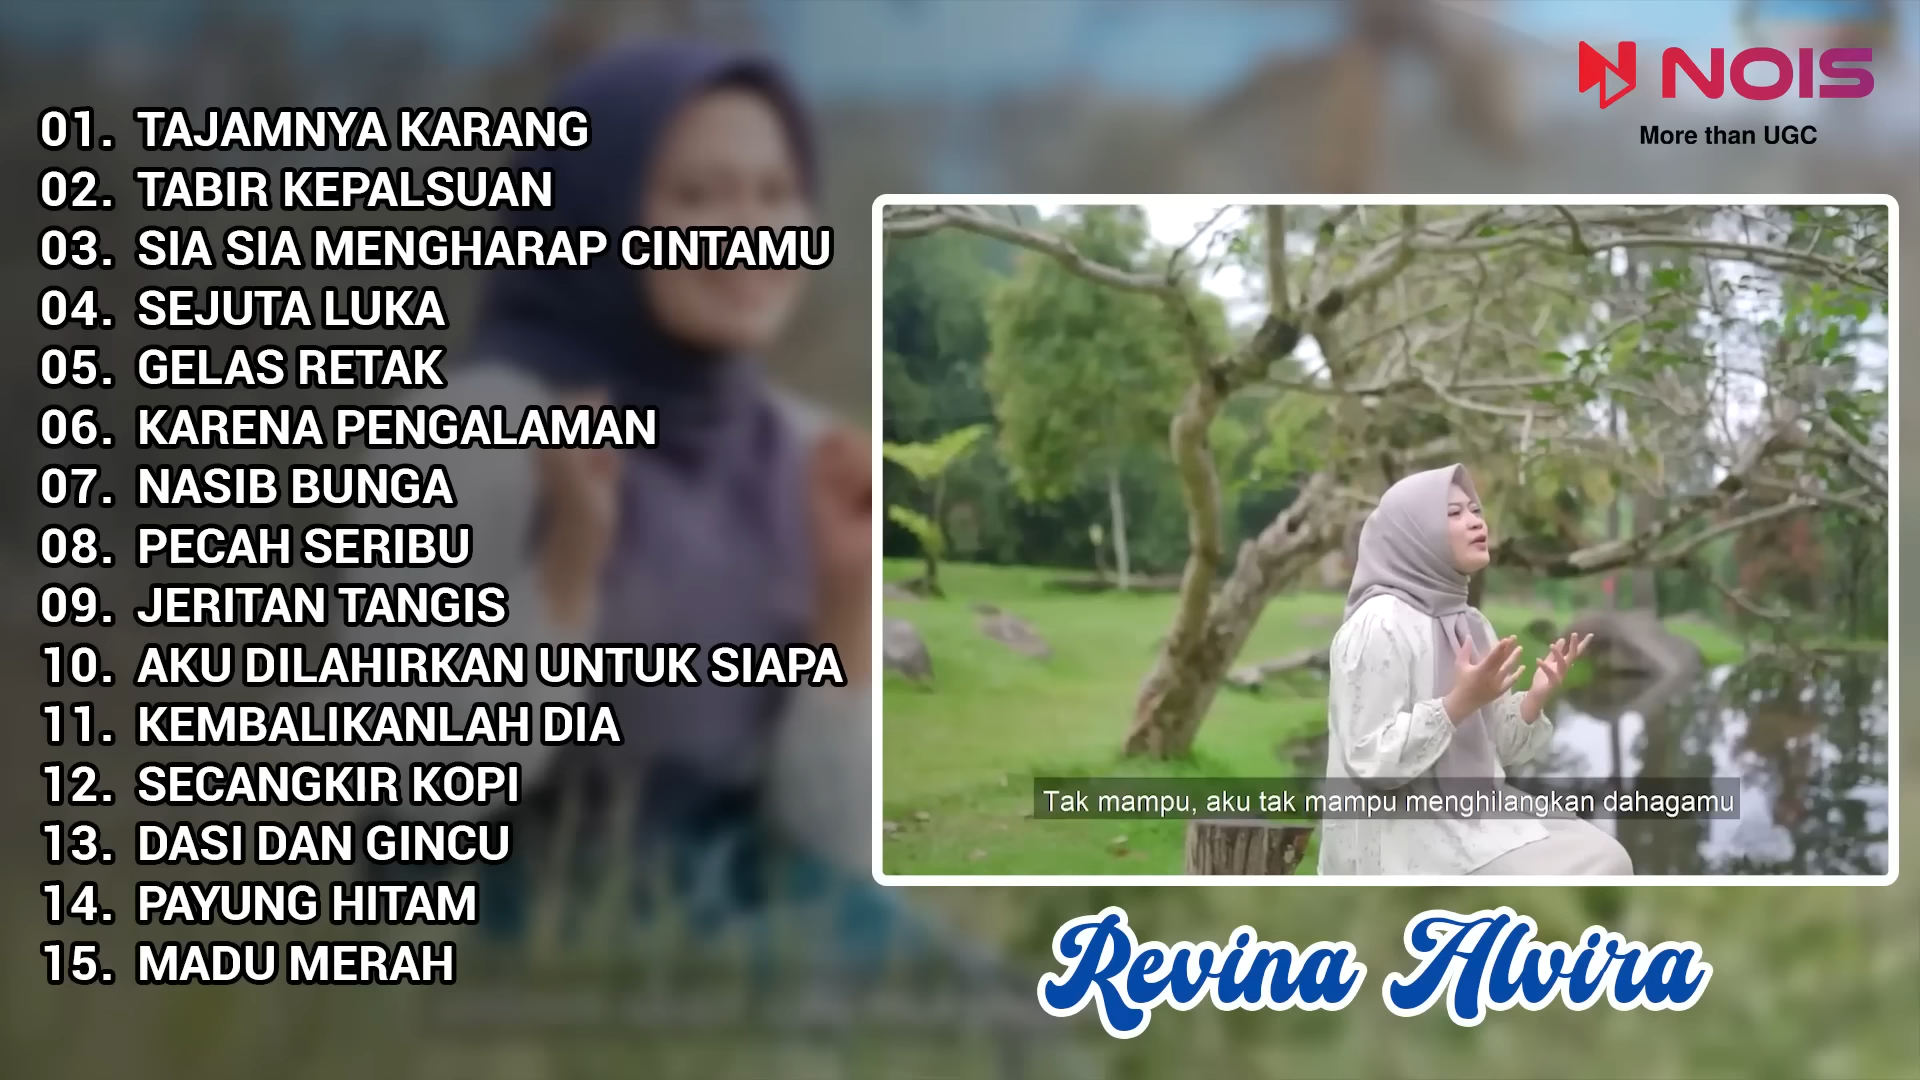 01. TAJAMNYA KARANG
02. TABIR KEPALSUAN
03. SIA SIA MENGHARAP CINTAMU
04. SEJUTA LUKA
05. GELAS RETAK
06. KARENA PENGALAMAN
07. NASIB BUNGA
08. PECAH SERIBU
09. JERITAN TANGIS
10. AKU DILAHIRKAN UNTUK SIAPA
11. KEMBALIKANLAH DIA
12. SECANGKIR KOPI
13. DASI DAN GINCU
14. PAYUNG HITAM
15. MADU MERAH
NOIS
More than UGC
Tak mampu, aku tak mampu menghilangkan dahagamu
Revina Alvira